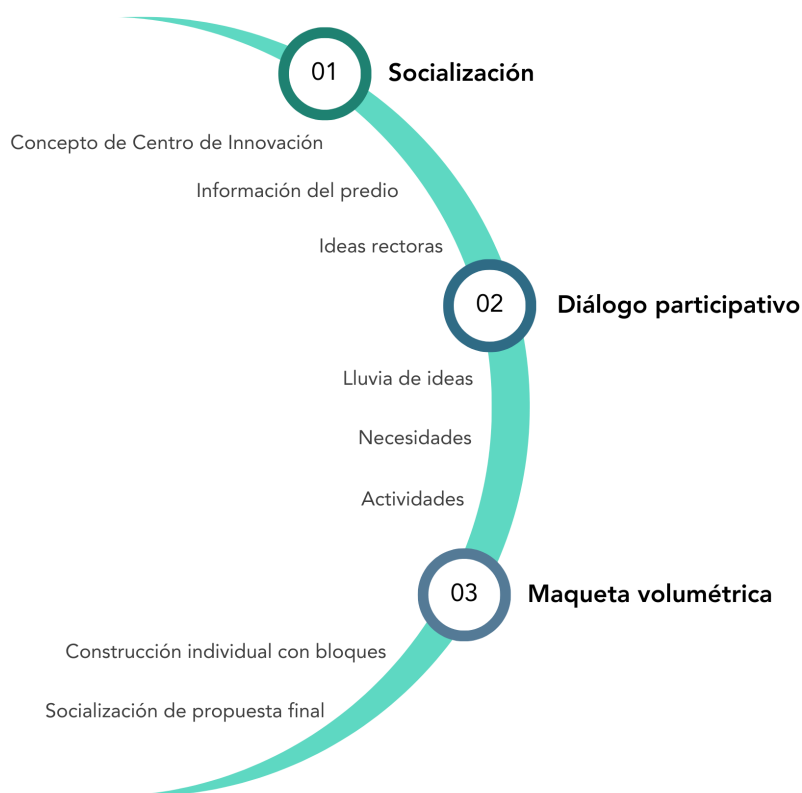 01
Socialización
Concepto de Centro de Innovación
Información del predio
Ideas rectoras
02
Diálogo participativo
Lluvia de ideas
Necesidades
Actividades
03
Maqueta volumétrica
Construcción individual con bloques
Socialización de propuesta final